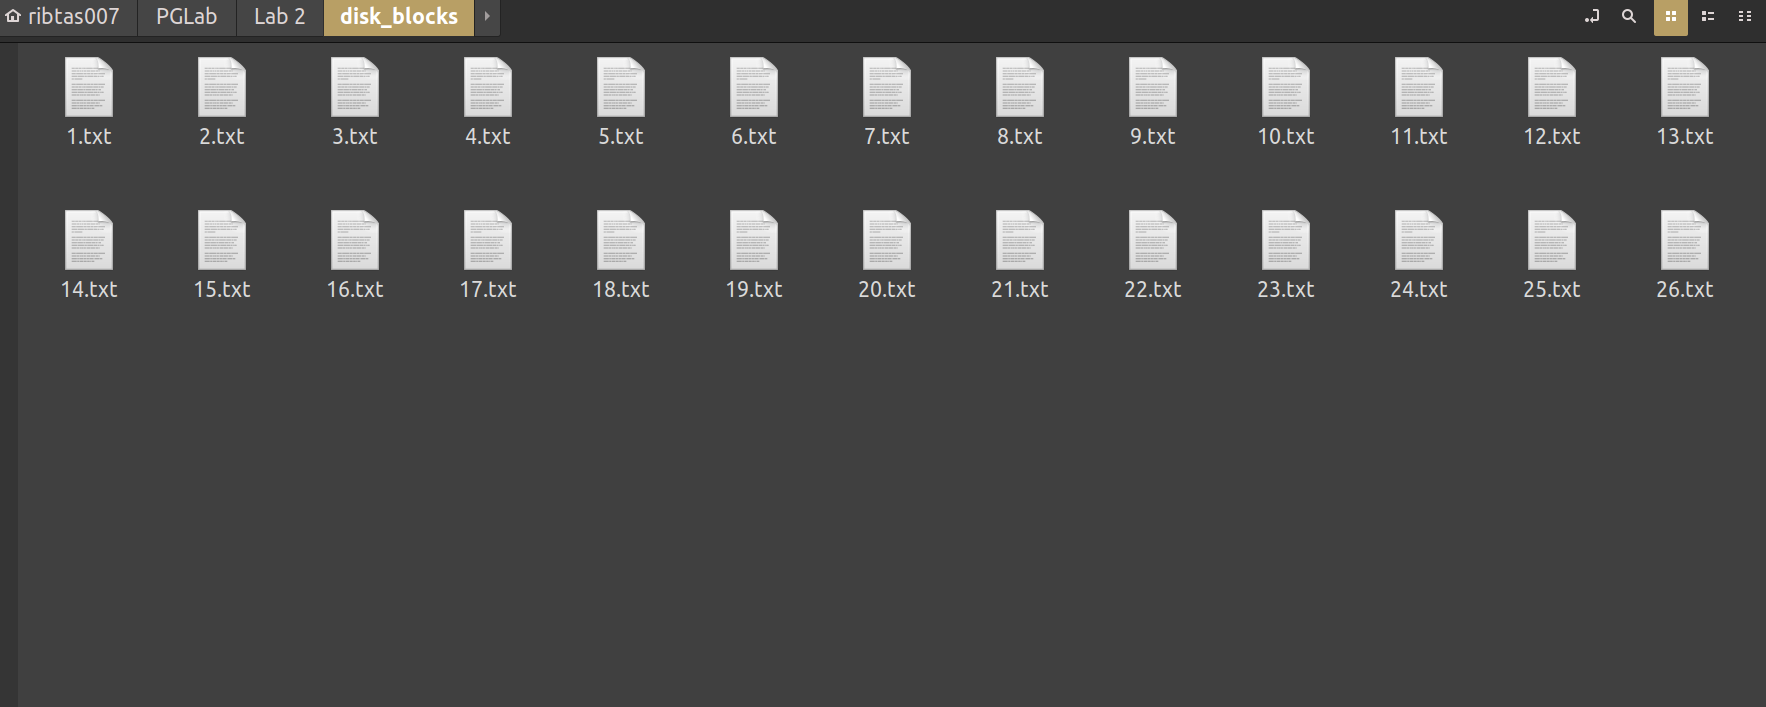 ribtas007 PGLab Lab 2 disk_blocks
1.txt 2.txt 3.txt 4.txt 5.txt 6.txt 7.txt 8.txt 9.txt 10.txt 11.txt 12.txt 13.txt
14.txt 15.txt 16.txt 17.txt 18.txt 19.txt 20.txt 21.txt 22.txt 23.txt 24.txt 25.txt 26.txt